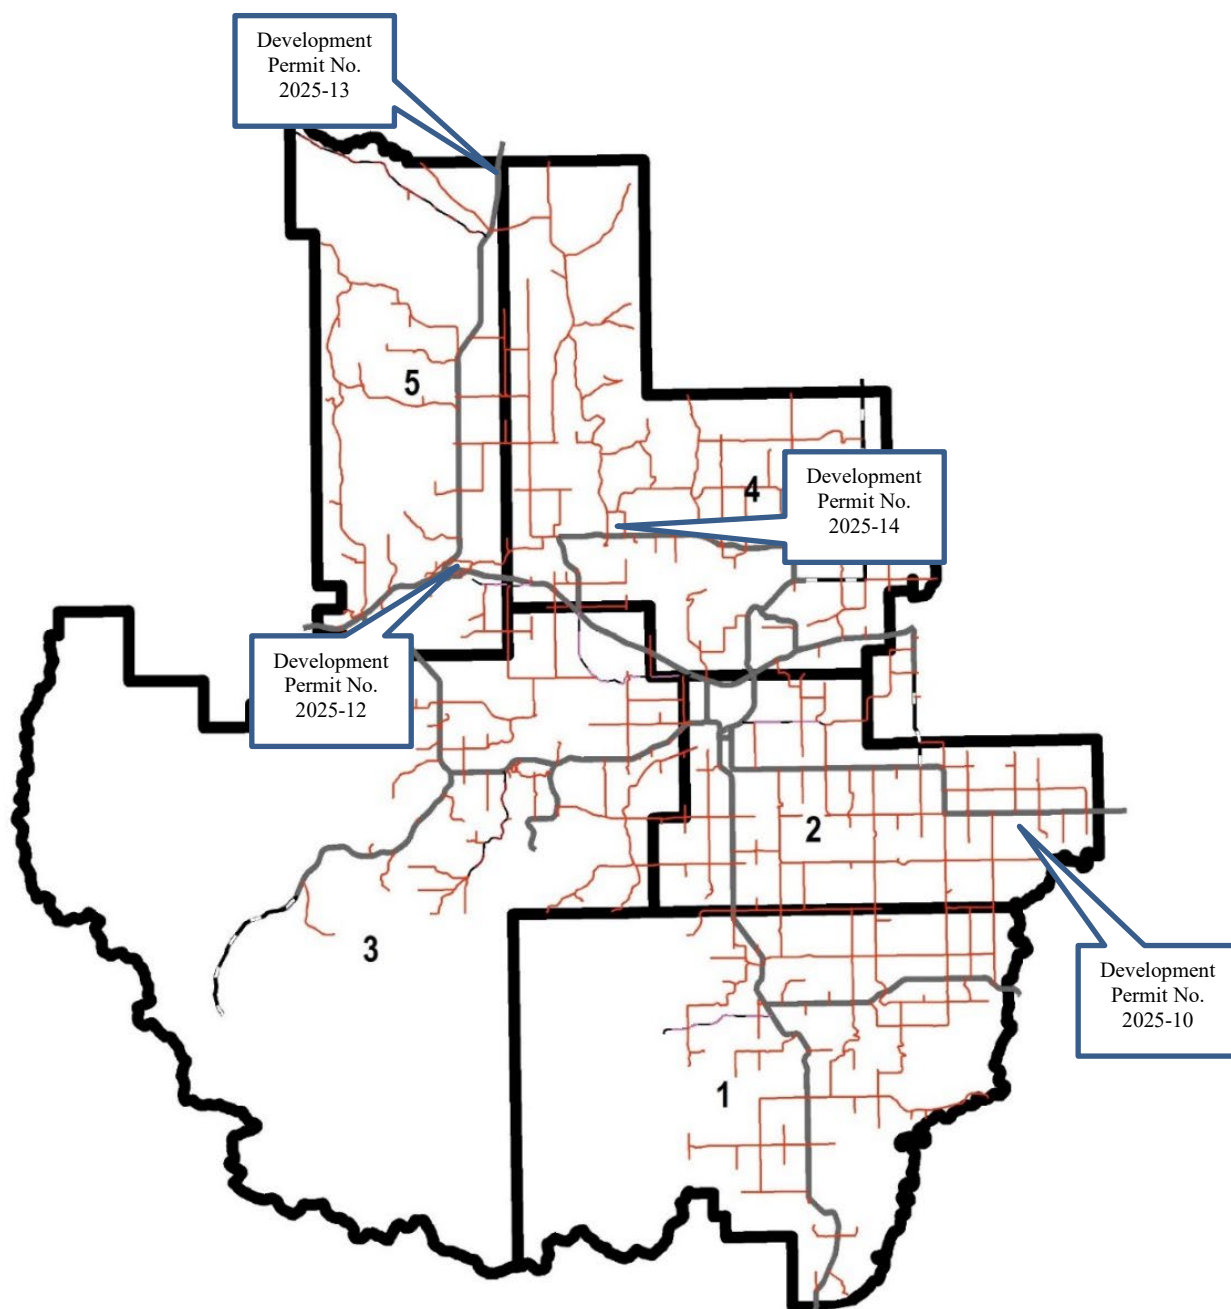 Development
Permit No.
2025-13
5
4
Development
Permit No.
2025-14
Development
Permit No.
2025-12
2
3
Development
Permit No.
2025-10
1